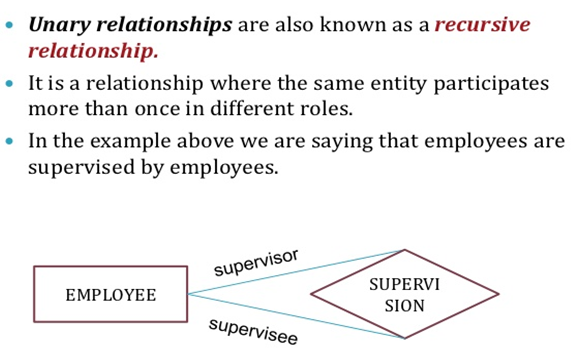 • Unary relationships are also known as a recursive
relationship.
• It is a relationship where the same entity participates
more than once in different roles.
• In the example above we are saying that employees are
supervised by employees.
supervisor
EMPLOYEE
SUPERVI
SION
supervisee